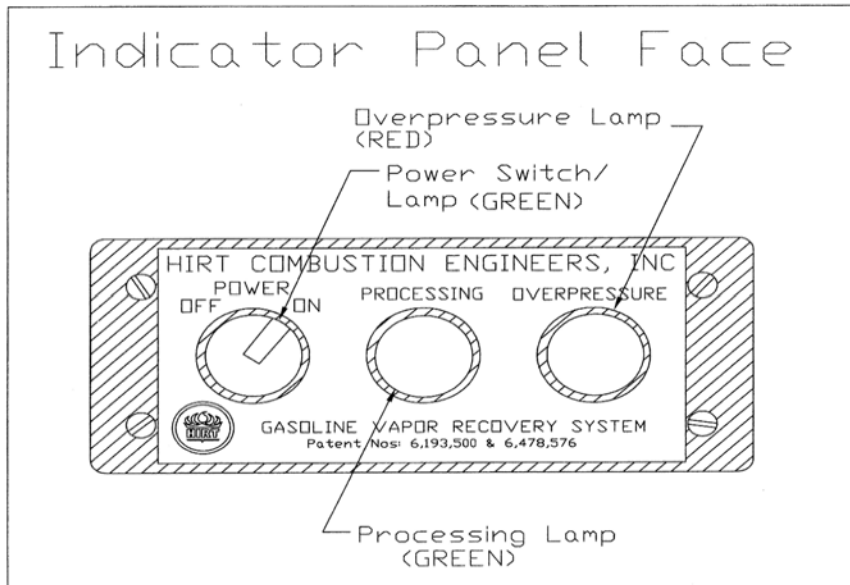 Indicator Panel Face
Overpressure Lamp
(RED)
Power Switch/
Lamp (GREEN)
HIRT COMBUSTION ENGINEERS, INC
POWER
OFF ON
PROCESSING
OVERPRESSURE
HIRT
GASOLINE VAPOR RECOVERY SYSTEM
Patent Nos: 6,193,500 & 6,478,576
Processing Lamp
(GREEN)